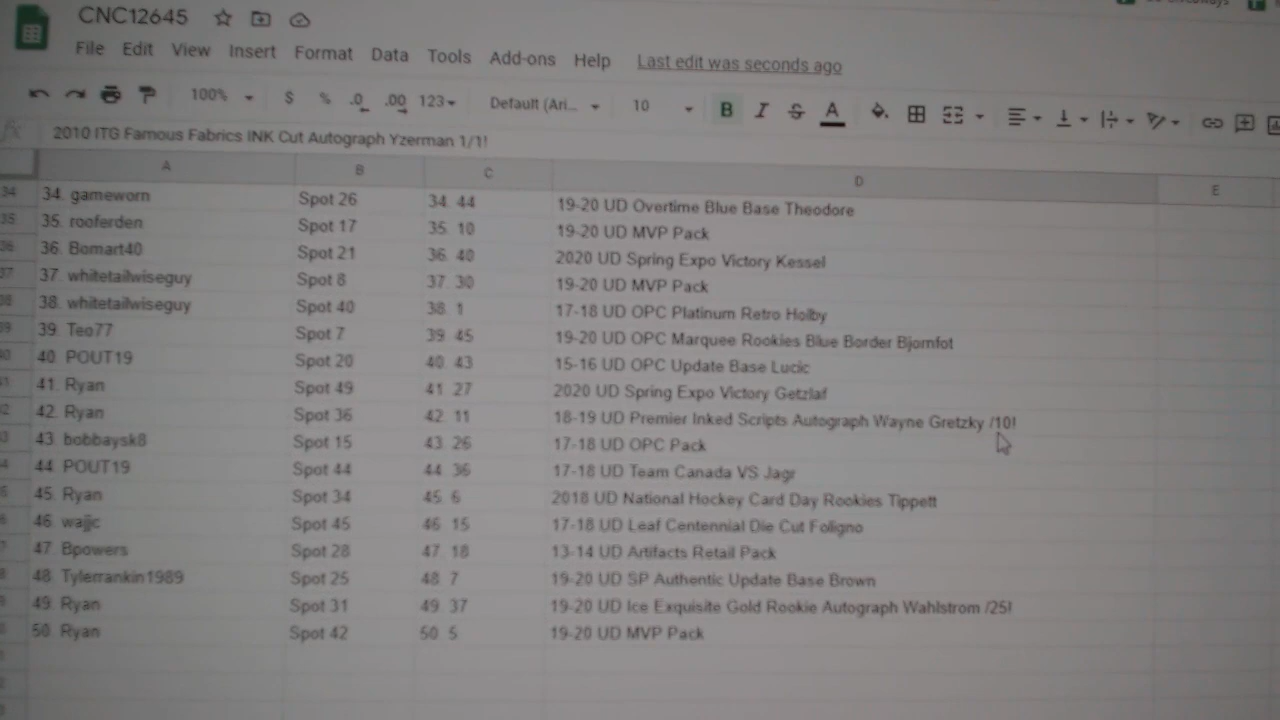 CNC12645
File Edit View Insert Format Data Tools Add-ons Help Last edit was seconds ago
100% $ % .0 .00 123 Default (Ari... 10 B I S A
fx 2010 ITG Famous Fabrics INK Cut Autograph Yzerman 1/1!
A B C D E
34 34. gameworn Spot 26 34. 44 19-20 UD Overtime Blue Base Theodore
35 35. rooferden Spot 17 35. 10 19-20 UD MVP Pack
36 36. Bomart40 Spot 21 36. 40 2020 UD Spring Expo Victory Kessel
37 37. whitetailwiseguy Spot 8 37. 30 19-20 UD MVP Pack
38 38. whitetailwiseguy Spot 40 38. 1 17-18 UD OPC Platinum Retro Holby
39. Teo77 Spot 7 39. 45 19-20 UD OPC Marquee Rookies Blue Border Bjornfot
40. POUT19 Spot 20 40. 43 15-16 UD OPC Update Base Lucic
41. Ryan Spot 49 41. 27 2020 UD Spring Expo Victory Getzlaf
42. Ryan Spot 36 42. 11 18-19 UD Premier Inked Scripts Autograph Wayne Gretzky /10!
43. bobbaysk8 Spot 15 43. 26 17-18 UD OPC Pack
44. POUT19 Spot 44 44. 36 17-18 UD Team Canada VS Jagr
45. Ryan Spot 34 45. 6 2018 UD National Hockey Card Day Rookies Tippett
46. wajjc Spot 45 46. 15 17-18 UD Leaf Centennial Die Cut Foligno
47. Bpowers Spot 28 47. 18 13-14 UD Artifacts Retail Pack
48. Tylerrankin1989 Spot 25 48. 7 19-20 UD SP Authentic Update Base Brown
49. Ryan Spot 31 49. 37 19-20 UD Ice Exquisite Gold Rookie Autograph Wahlstrom /25!
50. Ryan Spot 42 50. 5 19-20 UD MVP Pack